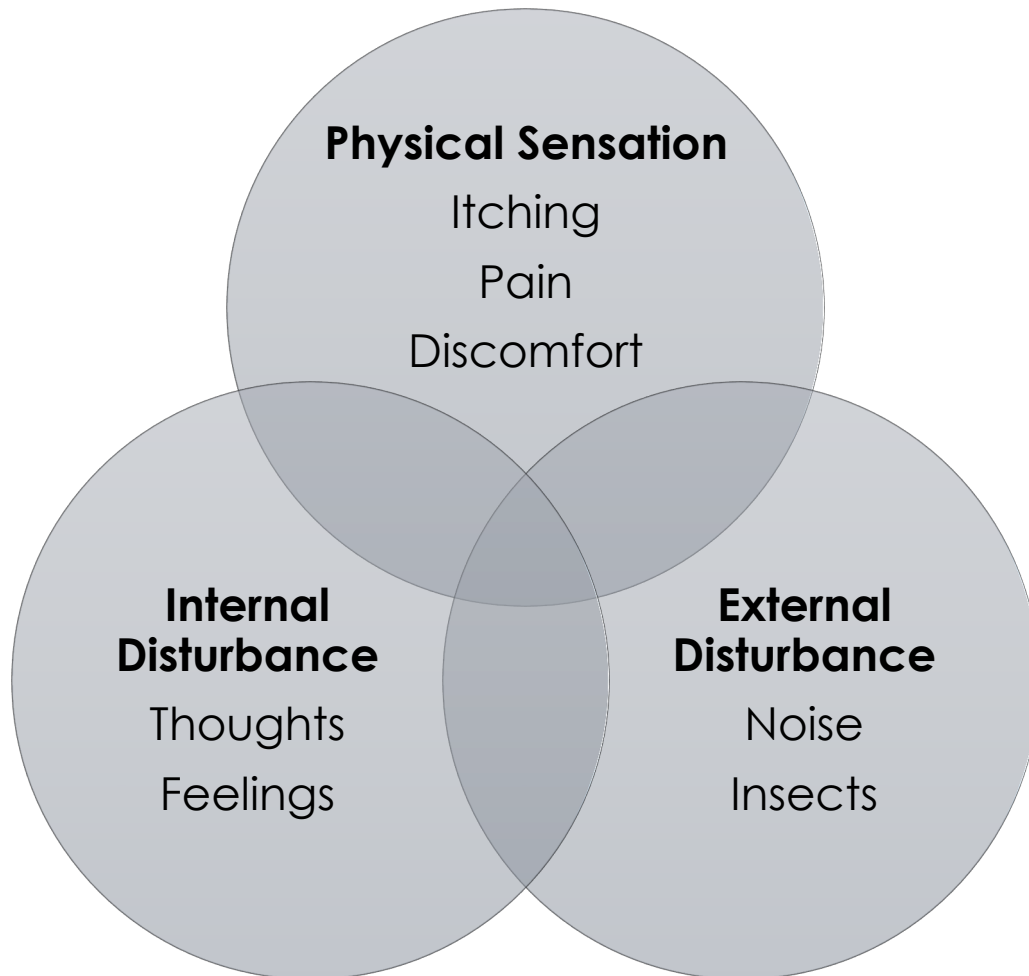 Physical Sensation
Itching
Pain
Discomfort
Internal
Disturbance
Thoughts
Feelings
External
Disturbance
Noise
Insects